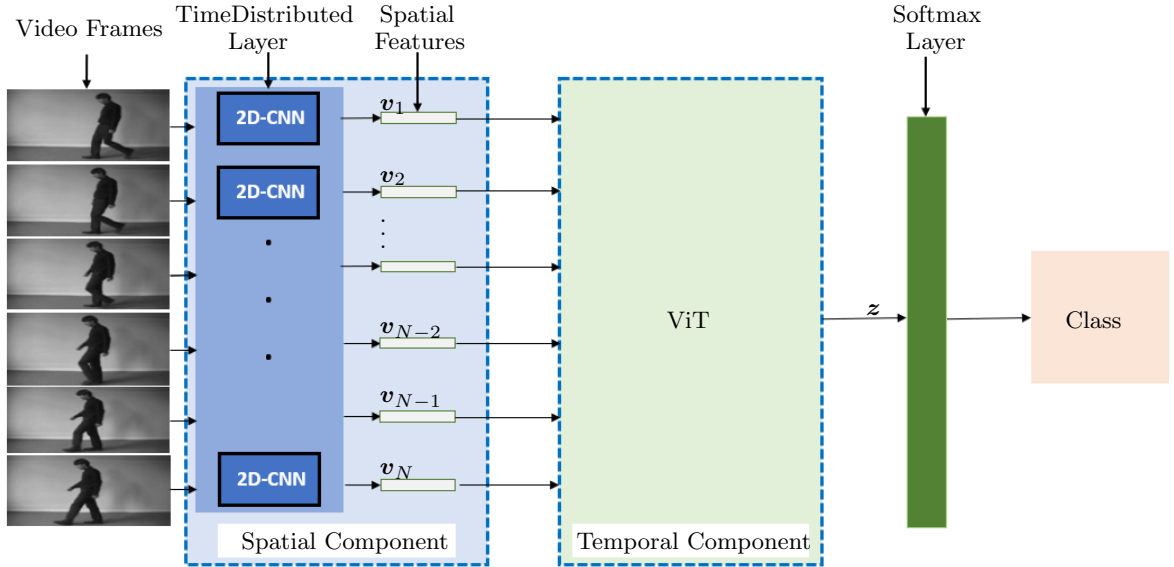 Video Frames
TimeDistributed
Layer
Spatial
Features
Softmax
Layer
2D-CNN
v1
2D-CNN
v2
⋮
vN−2
vN−1
2D-CNN
vN
ViT
z
Class
Spatial Component
Temporal Component